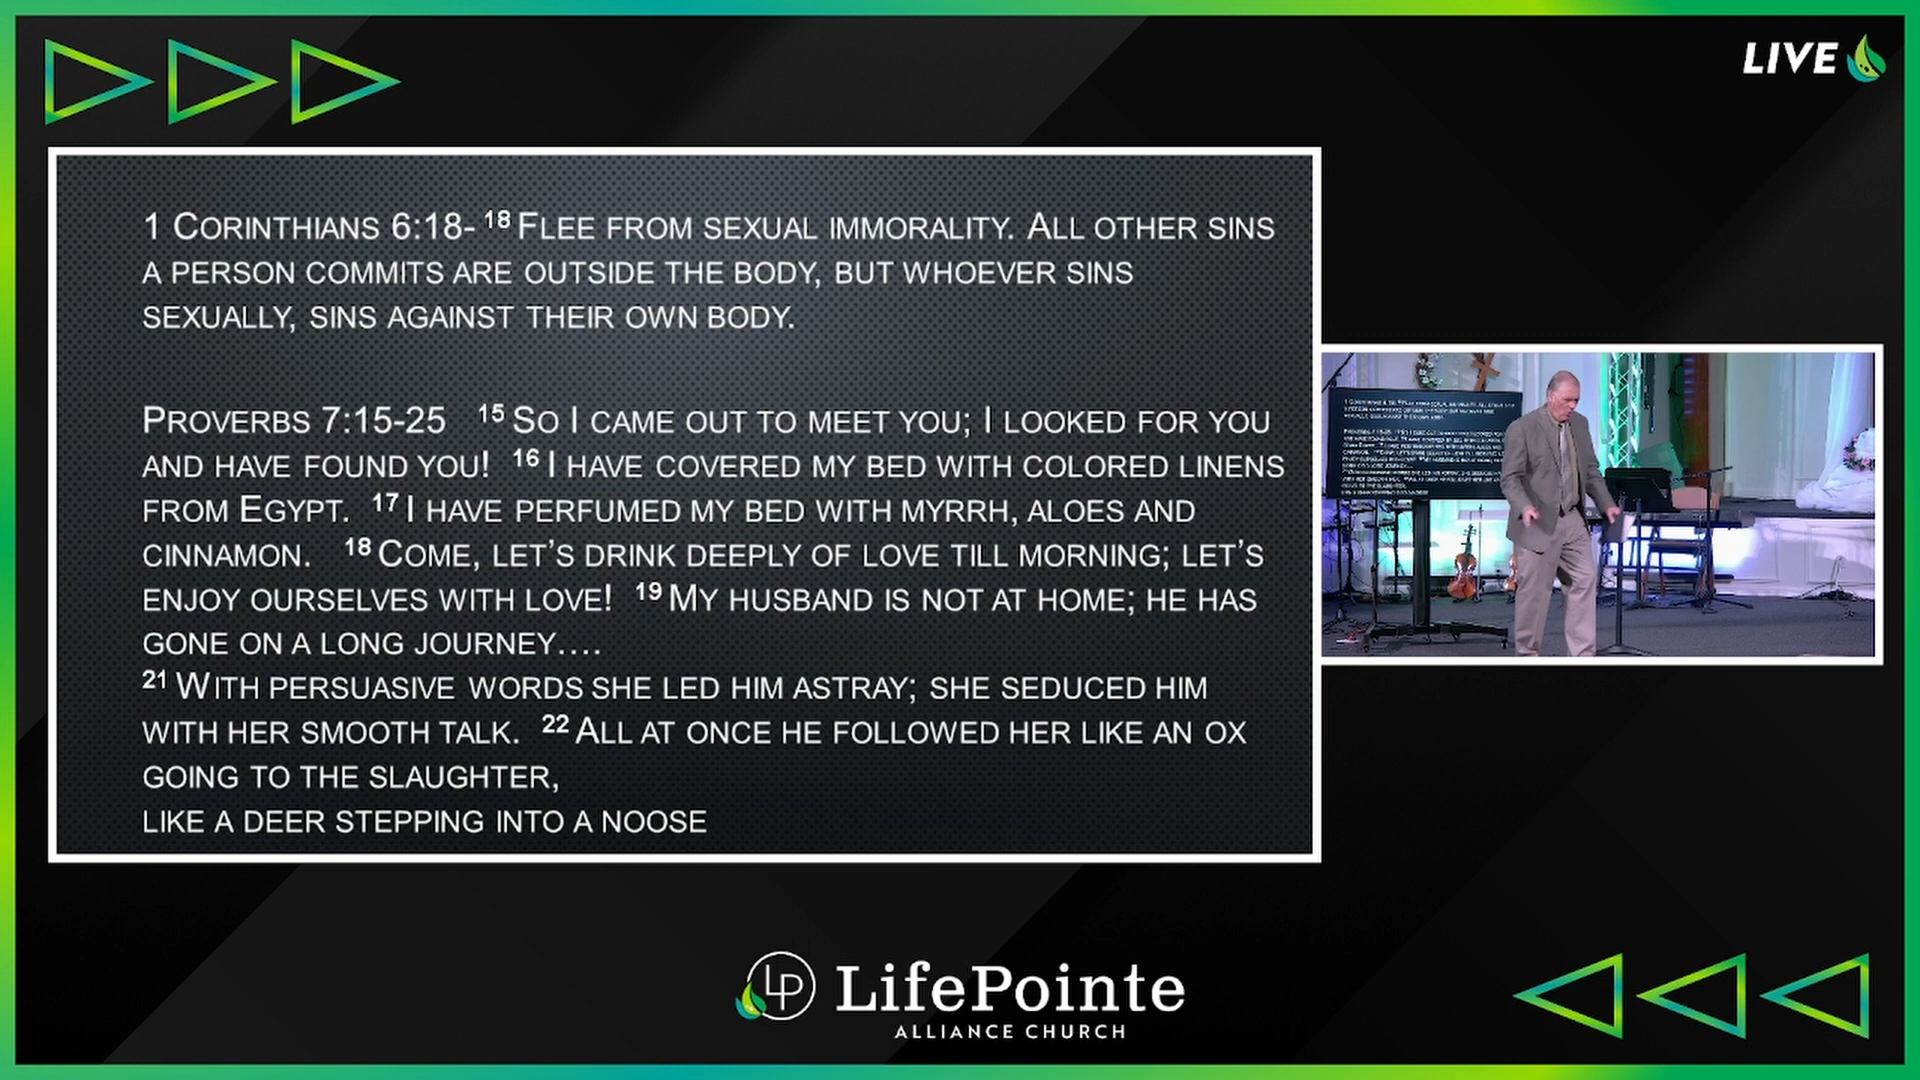 LIVE
1 Corinthians 6:18- 18 Flee from sexual immorality. All other sins
a person commits are outside the body, but whoever sins
sexually, sins against their own body.
Proverbs 7:15-25 15 So I came out to meet you; I looked for you
and have found you! 16 I have covered my bed with colored linens
from Egypt. 17 I have perfumed my bed with myrrh, aloes and
cinnamon. 18 Come, let’s drink deeply of love till morning; let’s
enjoy ourselves with love! 19 My husband is not at home; he has
gone on a long journey….
21 With persuasive words she led him astray; she seduced him
with her smooth talk. 22 All at once he followed her like an ox
going to the slaughter,
like a deer stepping into a noose
LP LifePointe
ALLIANCE CHURCH